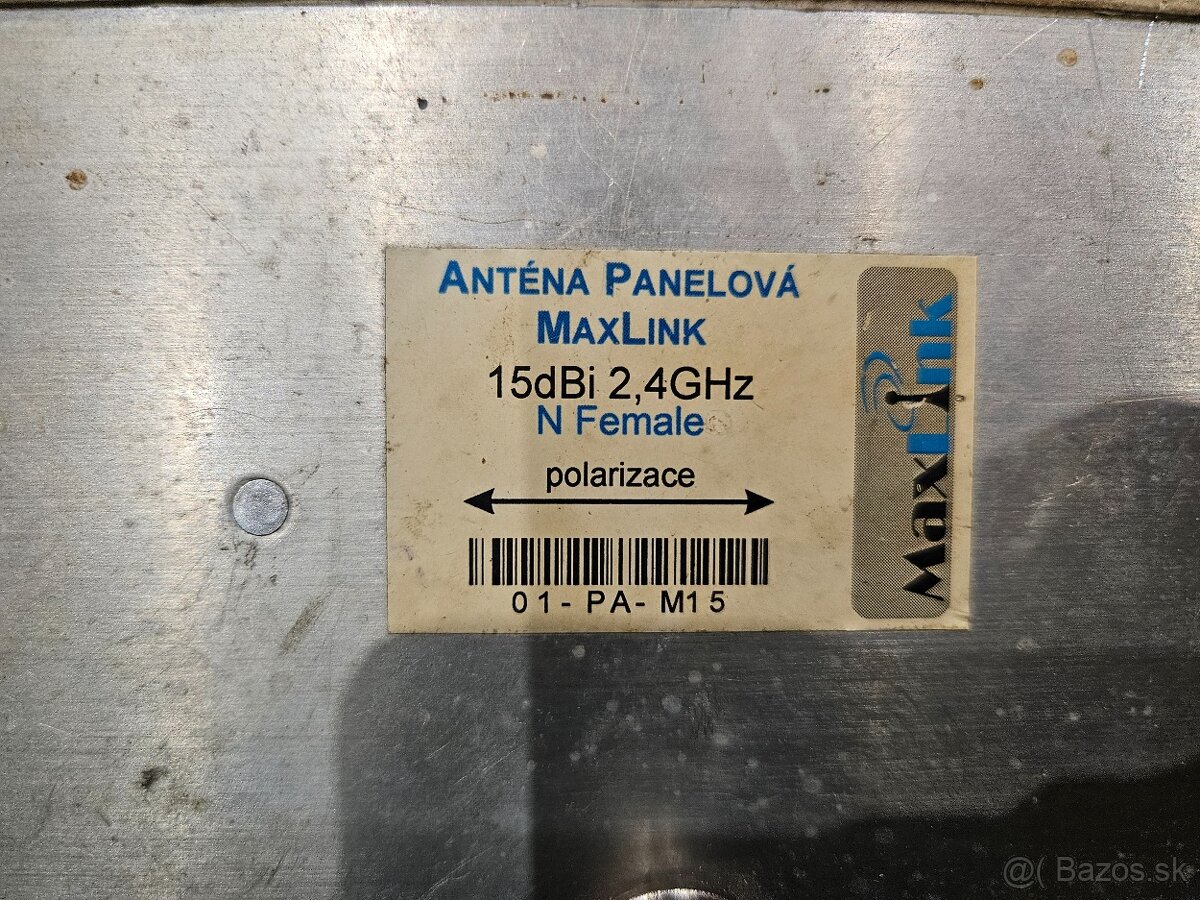 ANTÉNA PANELOVÁ
MAXLINK
15dBi 2,4GHz
N Female
polarizace
01-PA-M15
MaxLink
@( Bazos.sk